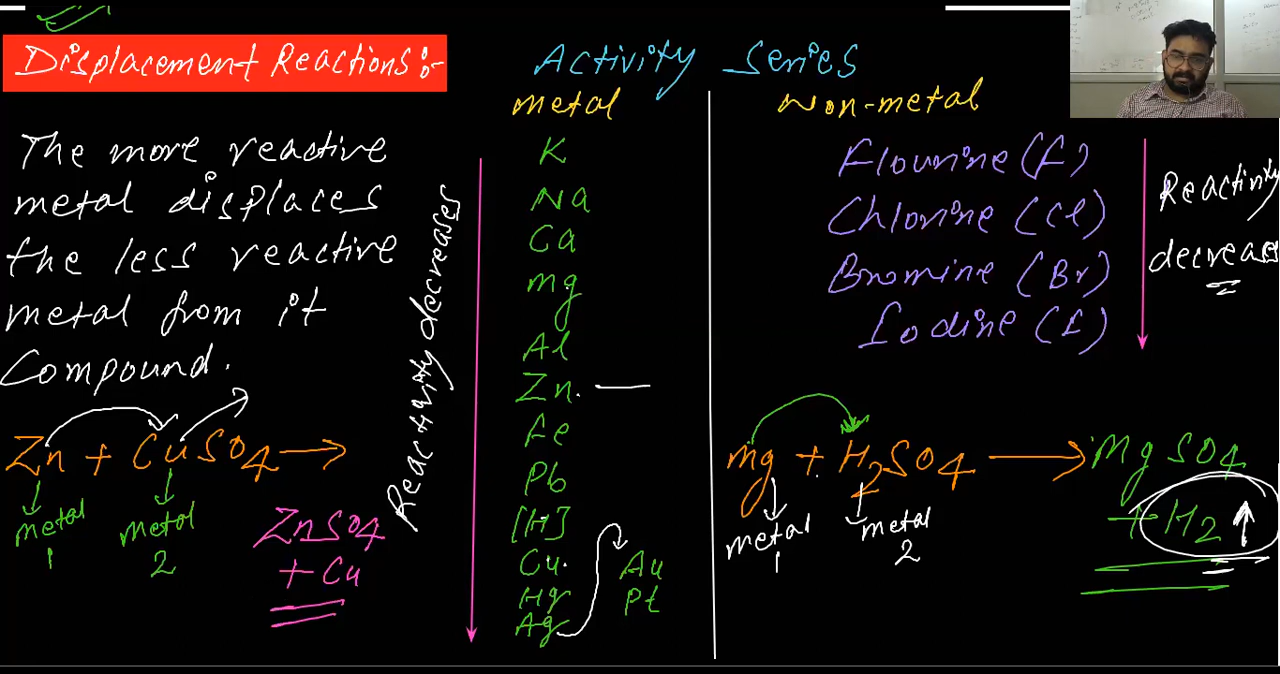 Displacement Reactions:-
The more reactive
metal displaces
the less reactive
metal from it
Compound.
Zn + CuSO4 →
metal 1
metal 2
ZnSO4
+ Cu
Activity Series
metal
Reactivity decreases
K
Na
Ca
mg
Al
Zn
Fe
Pb
[H]
Cu
Hg
Ag
Au
Pt
Non-metal
Flourine (F)
Chlorine (Cl)
Bromine (Br)
Iodine (I)
Reactivity
decreases
mg + H2SO4 → MgSO4
+ H2 ↑
metal 1
metal 2